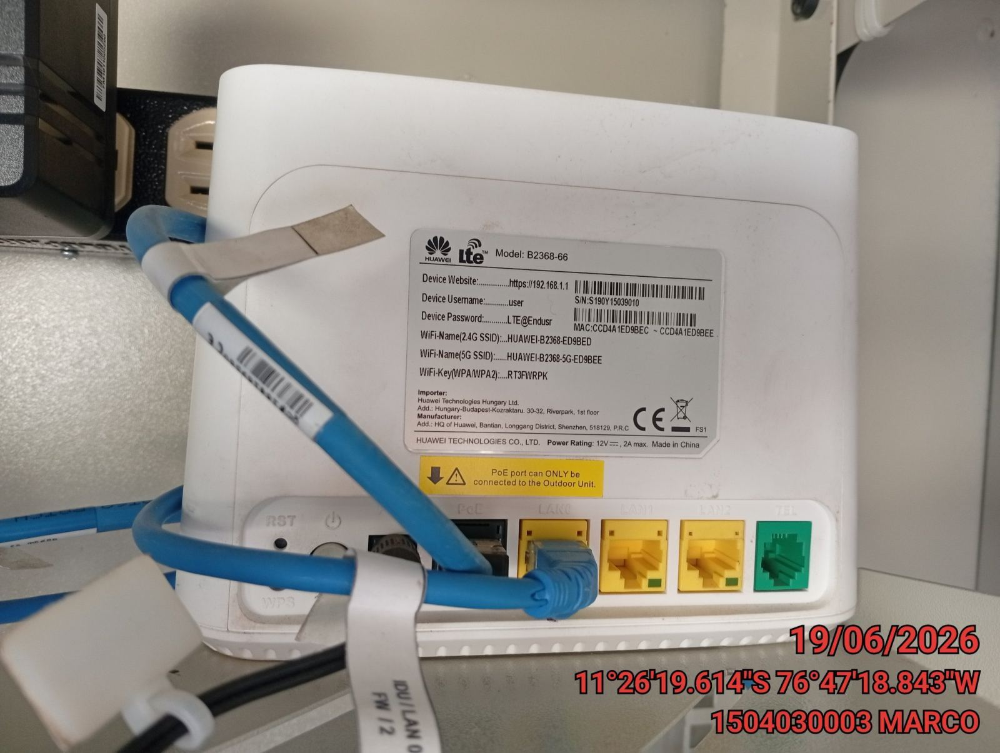 HUAWEI
Lte™ Model: B2368-66
Device Website:...............https://192.168.1.1
S/N:S190Y15039010
Device Username:............user
Device Password:............LTE@Endusr
MAC:CCD4A1ED9BEC ~ CCD4A1ED9BEE
WiFi-Name(2.4G SSID):...HUAWEI-B2368-ED9BED
WiFi-Name(5G SSID):......HUAWEI-B2368-5G-ED9BEE
WiFi-Key(WPA/WPA2):....RT3FWRPK
Importer:
Huawei Technologies Hungary Ltd.
Add.: Hungary-Budapest-Kozraktaru. 30-32, Riverpark, 1st floor
Manufacturer:
Add.: HQ of Huawei, Bantian, Longgang District, Shenzhen, 518129, P.R.C
CE
FS1
HUAWEI TECHNOLOGIES CO., LTD. Power Rating: 12V⎓, 2A max. Made in China
PoE port can ONLY be
connected to the Outdoor Unit.
RST
PoE
LAN0
LAN1
LAN2
TEL
WPS
IDU / LAN 0
FW / 2
19/06/2026
11°26'19.614"S 76°47'18.843"W
1504030003 MARCO